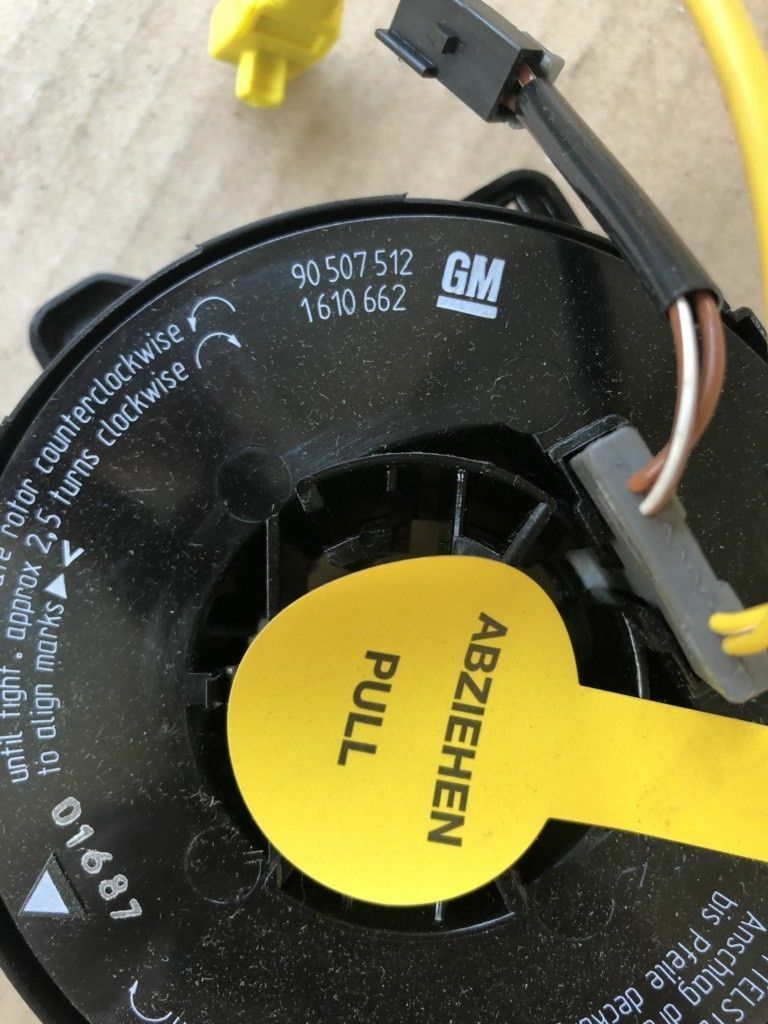 90 507 512
1610 662
GM
rotor counterclockwise
until tight. approx 2,5 turns clockwise
to align marks
01687
ABZIEHEN
PULL
Anschlag
bis Pfeile